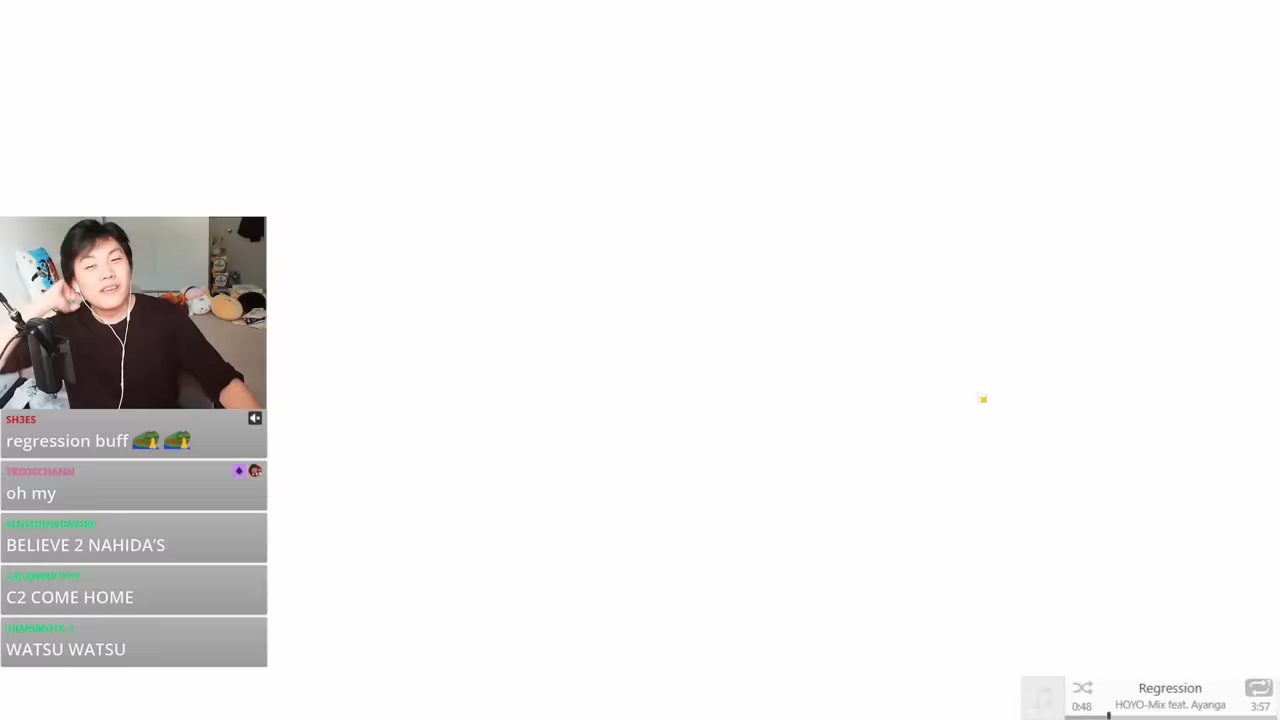 SH3ES
regression buff
oh my
BELIEVE 2 NAHIDA'S
C2 COME HOME
WATSU WATSU
Regression
0:48 HOYO-Mix feat. Ayanga 3:57